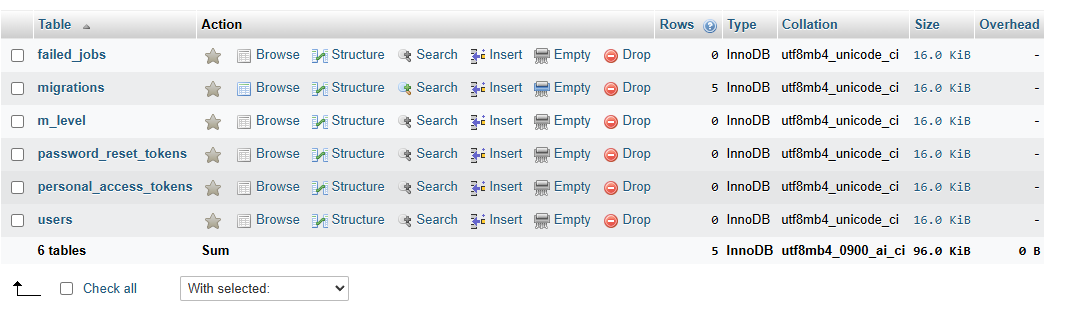 Table Action Rows Type Collation Size Overhead
failed_jobs Browse Structure Search Insert Empty Drop 0 InnoDB utf8mb4_unicode_ci 16.0 KiB -
migrations Browse Structure Search Insert Empty Drop 5 InnoDB utf8mb4_unicode_ci 16.0 KiB -
m_level Browse Structure Search Insert Empty Drop 0 InnoDB utf8mb4_unicode_ci 16.0 KiB -
password_reset_tokens Browse Structure Search Insert Empty Drop 0 InnoDB utf8mb4_unicode_ci 16.0 KiB -
personal_access_tokens Browse Structure Search Insert Empty Drop 0 InnoDB utf8mb4_unicode_ci 16.0 KiB -
users Browse Structure Search Insert Empty Drop 0 InnoDB utf8mb4_unicode_ci 16.0 KiB -
6 tables Sum 5 InnoDB utf8mb4_0900_ai_ci 96.0 KiB 0 B
Check all With selected: